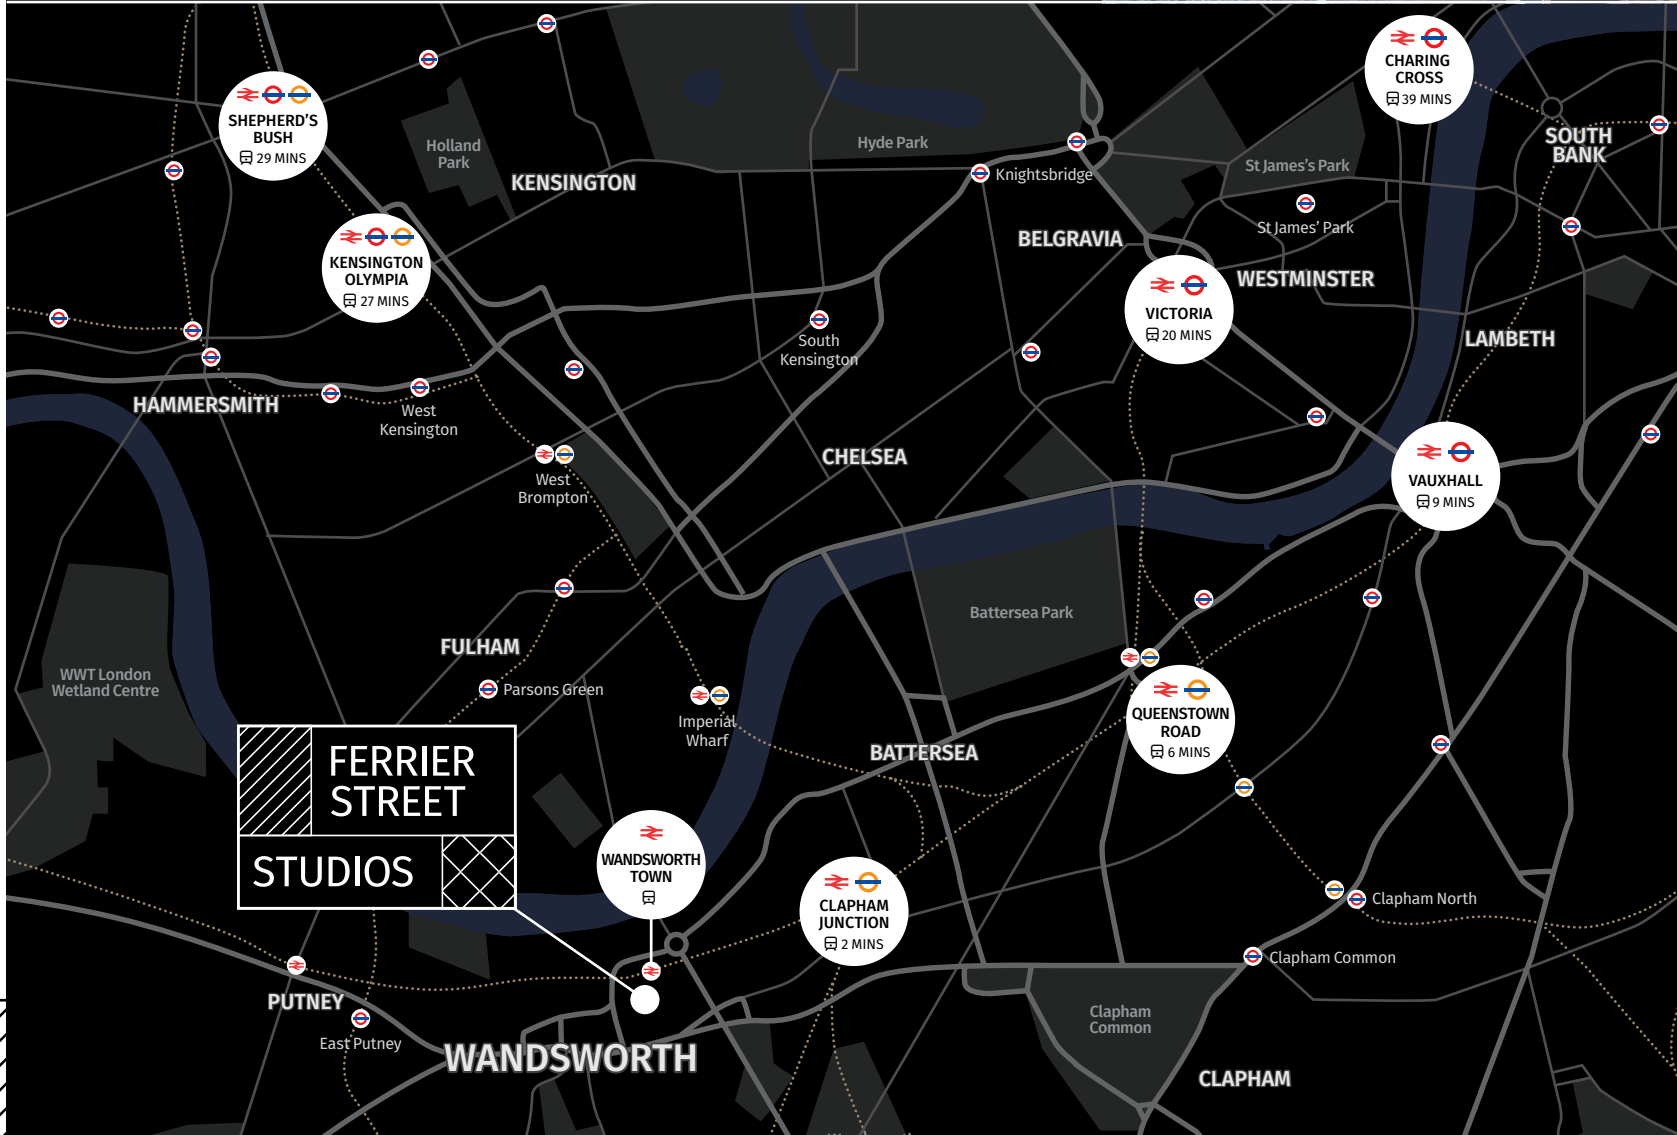 CHARING
CROSS
39 MINS
SHEPHERD'S
BUSH
29 MINS
Holland
Park
Hyde Park
SOUTH
BANK
St James's Park
KENSINGTON
Knightsbridge
St James' Park
BELGRAVIA
KENSINGTON
OLYMPIA
27 MINS
WESTMINSTER
VICTORIA
20 MINS
South
Kensington
LAMBETH
HAMMERSMITH
West
Kensington
CHELSEA
West
Brompton
VAUXHALL
9 MINS
Battersea Park
FULHAM
WWT London
Wetland Centre
Parsons Green
Imperial
Wharf
QUEENSTOWN
ROAD
6 MINS
BATTERSEA
FERRIER
STREET
STUDIOS
WANDSWORTH
TOWN
CLAPHAM
JUNCTION
2 MINS
Clapham North
Clapham Common
PUTNEY
East Putney
Clapham
Common
WANDSWORTH
CLAPHAM